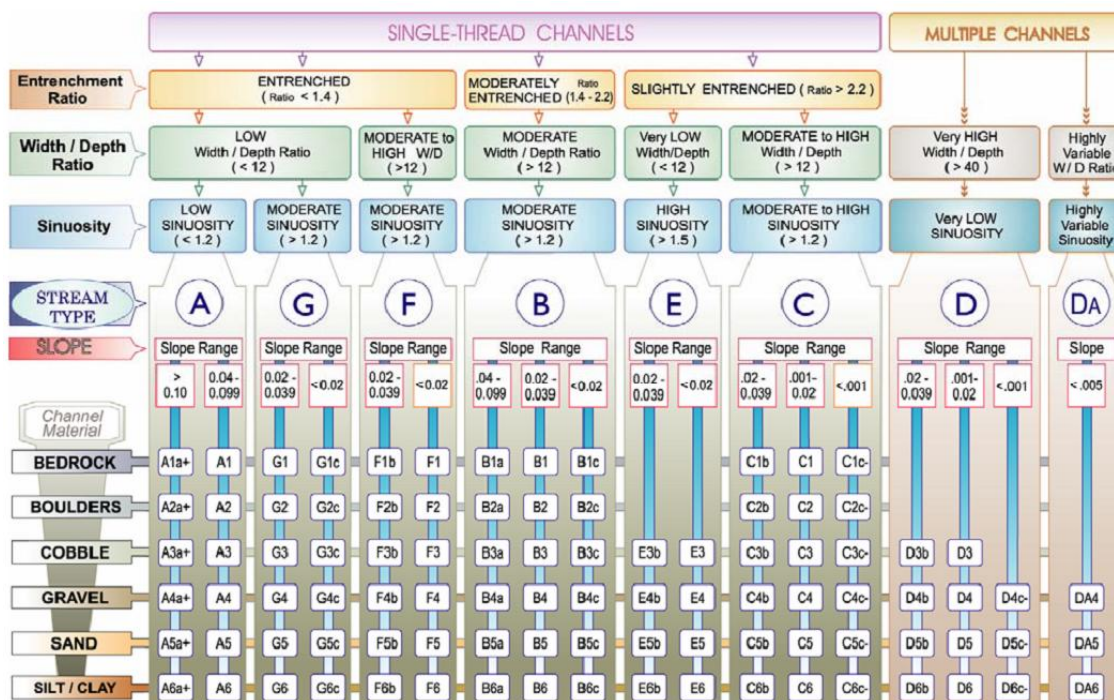 SINGLE-THREAD CHANNELS
MULTIPLE CHANNELS
Entrenchment
Ratio
ENTRENCHED
( Ratio < 1.4 )
MODERATELY Ratio
ENTRENCHED (1.4 - 2.2)
SLIGHTLY ENTRENCHED ( Ratio > 2.2 )
Width / Depth
Ratio
LOW
Width / Depth Ratio
( < 12 )
MODERATE to
HIGH W/D
( >12 )
MODERATE
Width / Depth Ratio
( > 12 )
Very LOW
Width/Depth
( < 12 )
MODERATE to HIGH
Width / Depth
( > 12 )
Very HIGH
Width / Depth
( > 40 )
Highly
Variable
W / D Ratio
Sinuosity
LOW
SINUOSITY
( < 1.2 )
MODERATE
SINUOSITY
( > 1.2 )
MODERATE
SINUOSITY
( > 1.2 )
MODERATE
SINUOSITY
( > 1.2 )
HIGH
SINUOSITY
( > 1.5 )
MODERATE to HIGH
SINUOSITY
( > 1.2 )
Very LOW
SINUOSITY
Highly
Variable
Sinuosity
STREAM
TYPE
A G F B E C D DA
SLOPE
Slope Range Slope Range Slope Range Slope Range Slope Range Slope Range Slope Range Slope
> 0.10
0.04 - 0.099
0.02 - 0.039
<0.02
0.02 - 0.039
<0.02
.04 - 0.099
0.02 - 0.039
<0.02
0.02 - 0.039
<0.02
.02 - 0.039
.001- 0.02
<.001
.02 - 0.039
.001- 0.02
<.001
<.005
Channel
Material
BEDROCK A1a+ A1 G1 G1c F1b F1 B1a B1 B1c C1b C1 C1c-
BOULDERS A2a+ A2 G2 G2c F2b F2 B2a B2 B2c C2b C2 C2c-
COBBLE A3a+ A3 G3 G3c F3b F3 B3a B3 B3c E3b E3 C3b C3 C3c- D3b D3
GRAVEL A4a+ A4 G4 G4c F4b F4 B4a B4 B4c E4b E4 C4b C4 C4c- D4b D4 D4c- DA4
SAND A5a+ A5 G5 G5c F5b F5 B5a B5 B5c E5b E5 C5b C5 C5c- D5b D5 D5c- DA5
SILT / CLAY A6a+ A6 G6 G6c F6b F6 B6a B6 B6c E6b E6 C6b C6 C6c- D6b D6 D6c- DA6